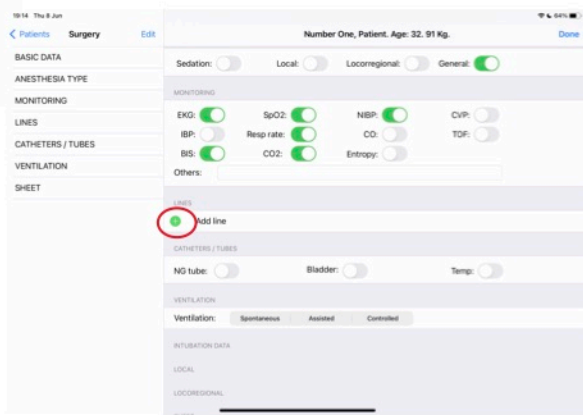 19:14 Thu 8 Jun
64%
Patients Surgery Edit
Number One, Patient. Age: 32. 91 Kg. Done
BASIC DATA
ANESTHESIA TYPE
MONITORING
LINES
CATHETERS / TUBES
VENTILATION
SHEET
Sedation: Local: Locorregional: General:
MONITORING
EKG: SpO2: NIBP: CVP:
IBP: Resp rate: CO: TOF:
BIS: CO2: Entropy:
Others:
LINES
Add line
CATHETERS / TUBES
NG tube: Bladder: Temp:
VENTILATION
Ventilation: Spontaneous Assisted Controlled
INTUBATION DATA
LOCAL
LOCOREGIONAL